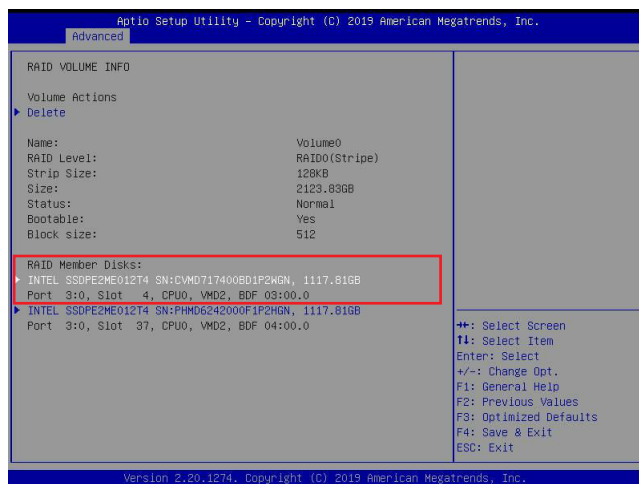 Aptio Setup Utility – Copyright (C) 2019 American Megatrends, Inc.
Advanced
RAID VOLUME INFO
Volume Actions
Delete
Name: Volume0
RAID Level: RAID0(Stripe)
Strip Size: 128KB
Size: 2123.83GB
Status: Normal
Bootable: Yes
Block size: 512
RAID Member Disks:
INTEL SSDPE2ME012T4 SN:CVMD717400BD1P2WGN, 1117.81GB
Port 3:0, Slot 4, CPU0, VMD2, BDF 03:00.0
INTEL SSDPE2ME012T4 SN:PHMD6242000F1P2HGN, 1117.81GB
Port 3:0, Slot 37, CPU0, VMD2, BDF 04:00.0
→←: Select Screen
↑↓: Select Item
Enter: Select
+/-: Change Opt.
F1: General Help
F2: Previous Values
F3: Optimized Defaults
F4: Save & Exit
ESC: Exit
Version 2.20.1274. Copyright (C) 2019 American Megatrends, Inc.